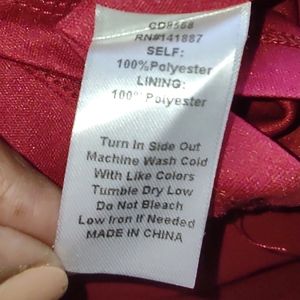 CD9558
RN#141887
SELF:
100%Polyester
LINING:
100% Polyester
Turn In Side Out
Machine Wash Cold
With Like Colors
Tumble Dry Low
Do Not Bleach
Low Iron If Needed
MADE IN CHINA